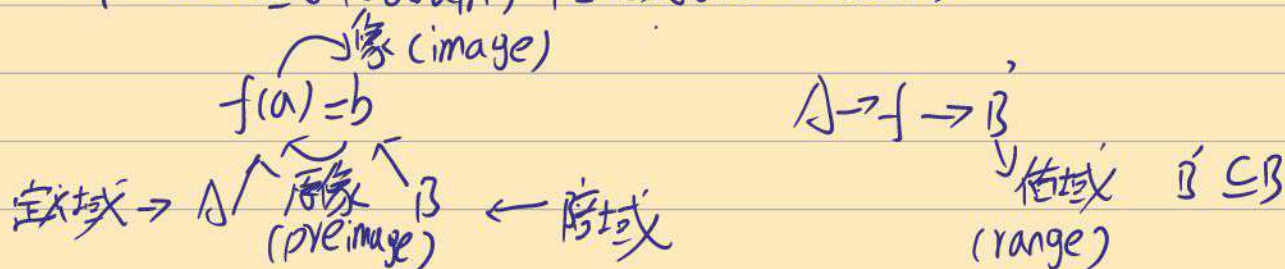 像 (image)
f(a) = b    A → f → B'
定义域 → A 原像 B ← 陪域    值域 B' ⊆ B
(preimage)    (range)